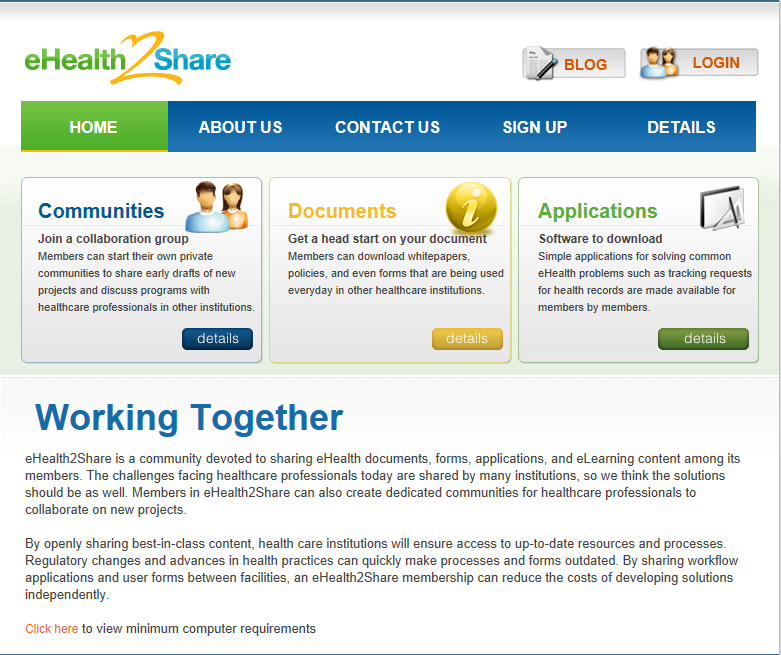 eHealth2Share
BLOG
LOGIN
HOME
ABOUT US
CONTACT US
SIGN UP
DETAILS
Communities
Join a collaboration group
Members can start their own private
communities to share early drafts of new
projects and discuss programs with
healthcare professionals in other institutions.
details
Documents
Get a head start on your document
Members can download whitepapers,
policies, and even forms that are being used
everyday in other healthcare institutions.
details
Applications
Software to download
Simple applications for solving common
eHealth problems such as tracking requests
for health records are made available for
members by members.
details
Working Together
eHealth2Share is a community devoted to sharing eHealth documents, forms, applications, and eLearning content among its
members. The challenges facing healthcare professionals today are shared by many institutions, so we think the solutions
should be as well. Members in eHealth2Share can also create dedicated communities for healthcare professionals to
collaborate on new projects.
By openly sharing best-in-class content, health care institutions will ensure access to up-to-date resources and processes.
Regulatory changes and advances in health practices can quickly make processes and forms outdated. By sharing workflow
applications and user forms between facilities, an eHealth2Share membership can reduce the costs of developing solutions
independently.
Click here to view minimum computer requirements